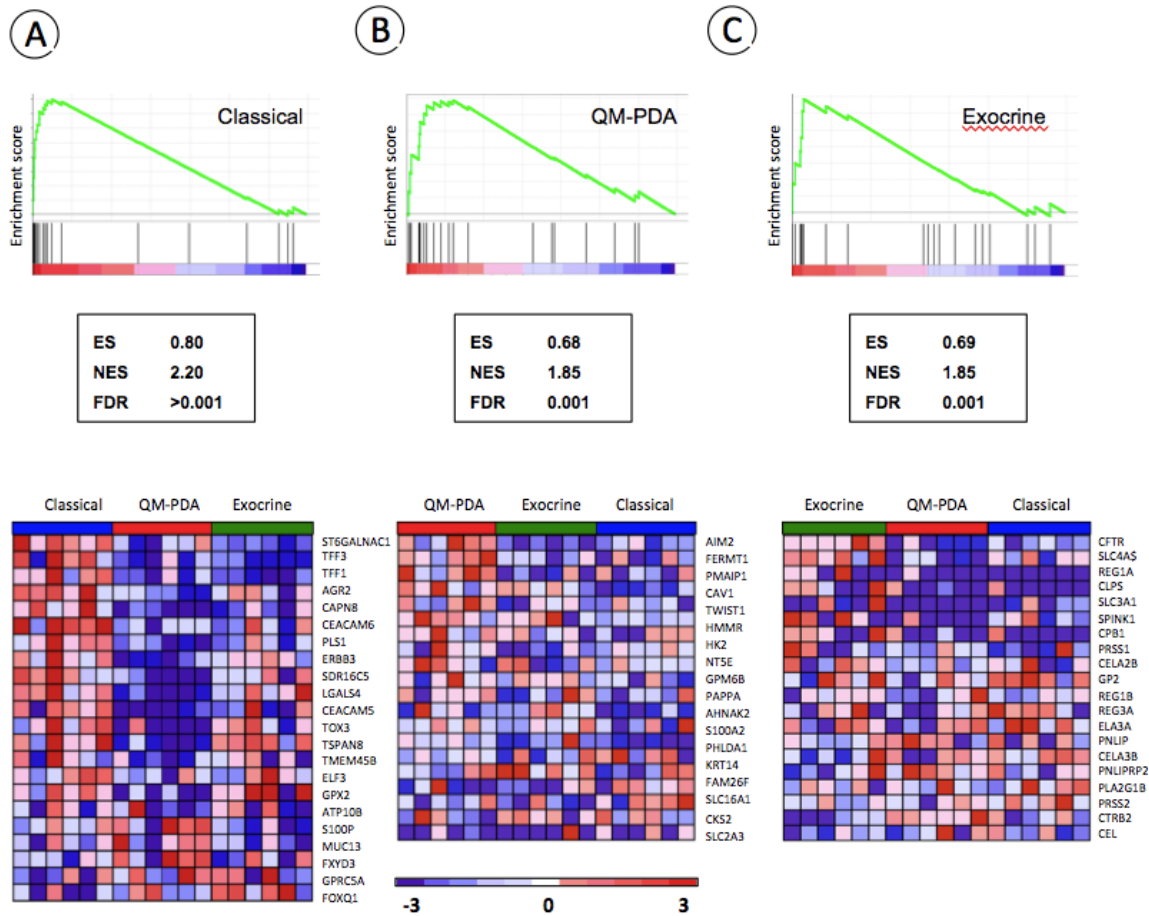 A
B
C
Enrichment score
Classical
Enrichment score
QM-PDA
Enrichment score
Exocrine
ES 0.80
NES 2.20
FDR >0.001
ES 0.68
NES 1.85
FDR 0.001
ES 0.69
NES 1.85
FDR 0.001
Classical QM-PDA Exocrine
ST6GALNAC1
TFF3
TFF1
AGR2
CAPN8
CEACAM6
PLS1
ERBB3
SDR16C5
LGALS4
CEACAM5
TOX3
TSPAN8
TMEM45B
ELF3
GPX2
ATP10B
S100P
MUC13
FXYD3
GPRC5A
FOXQ1
QM-PDA Exocrine Classical
AIM2
FERMT1
PMAIP1
CAV1
TWIST1
HMMR
HK2
NT5E
GPM6B
PAPPA
AHNAK2
S100A2
PHLDA1
KRT14
FAM26F
SLC16A1
CKS2
SLC2A3
Exocrine QM-PDA Classical
CFTR
SLC4A$
REG1A
CLPS
SLC3A1
SPINK1
CPB1
PRSS1
CELA2B
GP2
REG1B
REG3A
ELA3A
PNLIP
CELA3B
PNLIPRP2
PLA2G1B
PRSS2
CTRB2
CEL
-3 0 3